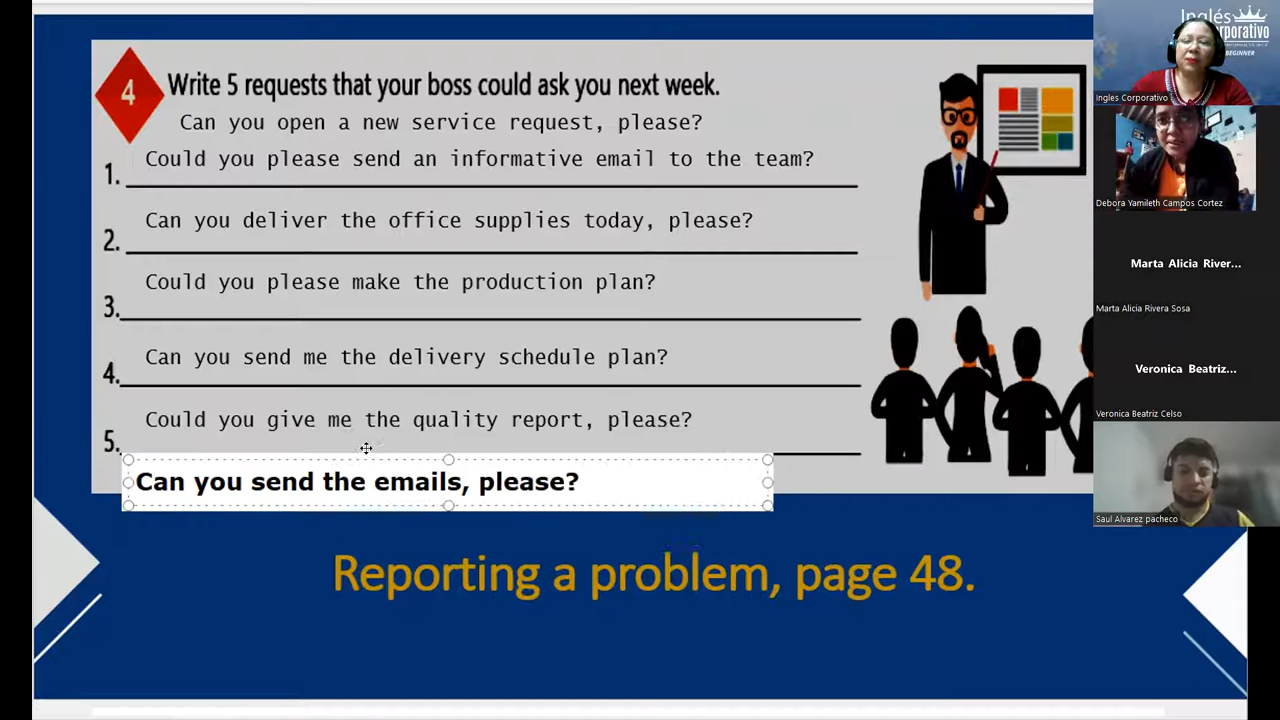 4 Write 5 requests that your boss could ask you next week.
Can you open a new service request, please?
1. Could you please send an informative email to the team?
2. Can you deliver the office supplies today, please?
3. Could you please make the production plan?
4. Can you send me the delivery schedule plan?
5. Could you give me the quality report, please?
Can you send the emails, please?
Reporting a problem, page 48.
Inglés
orporativo
BEGINNER
Ingles Corporativo
Debora Yamileth Campos Cortez
Marta Alicia River...
Marta Alicia Rivera Sosa
Veronica Beatriz...
Veronica Beatriz Celso
Saul Alvarez pacheco